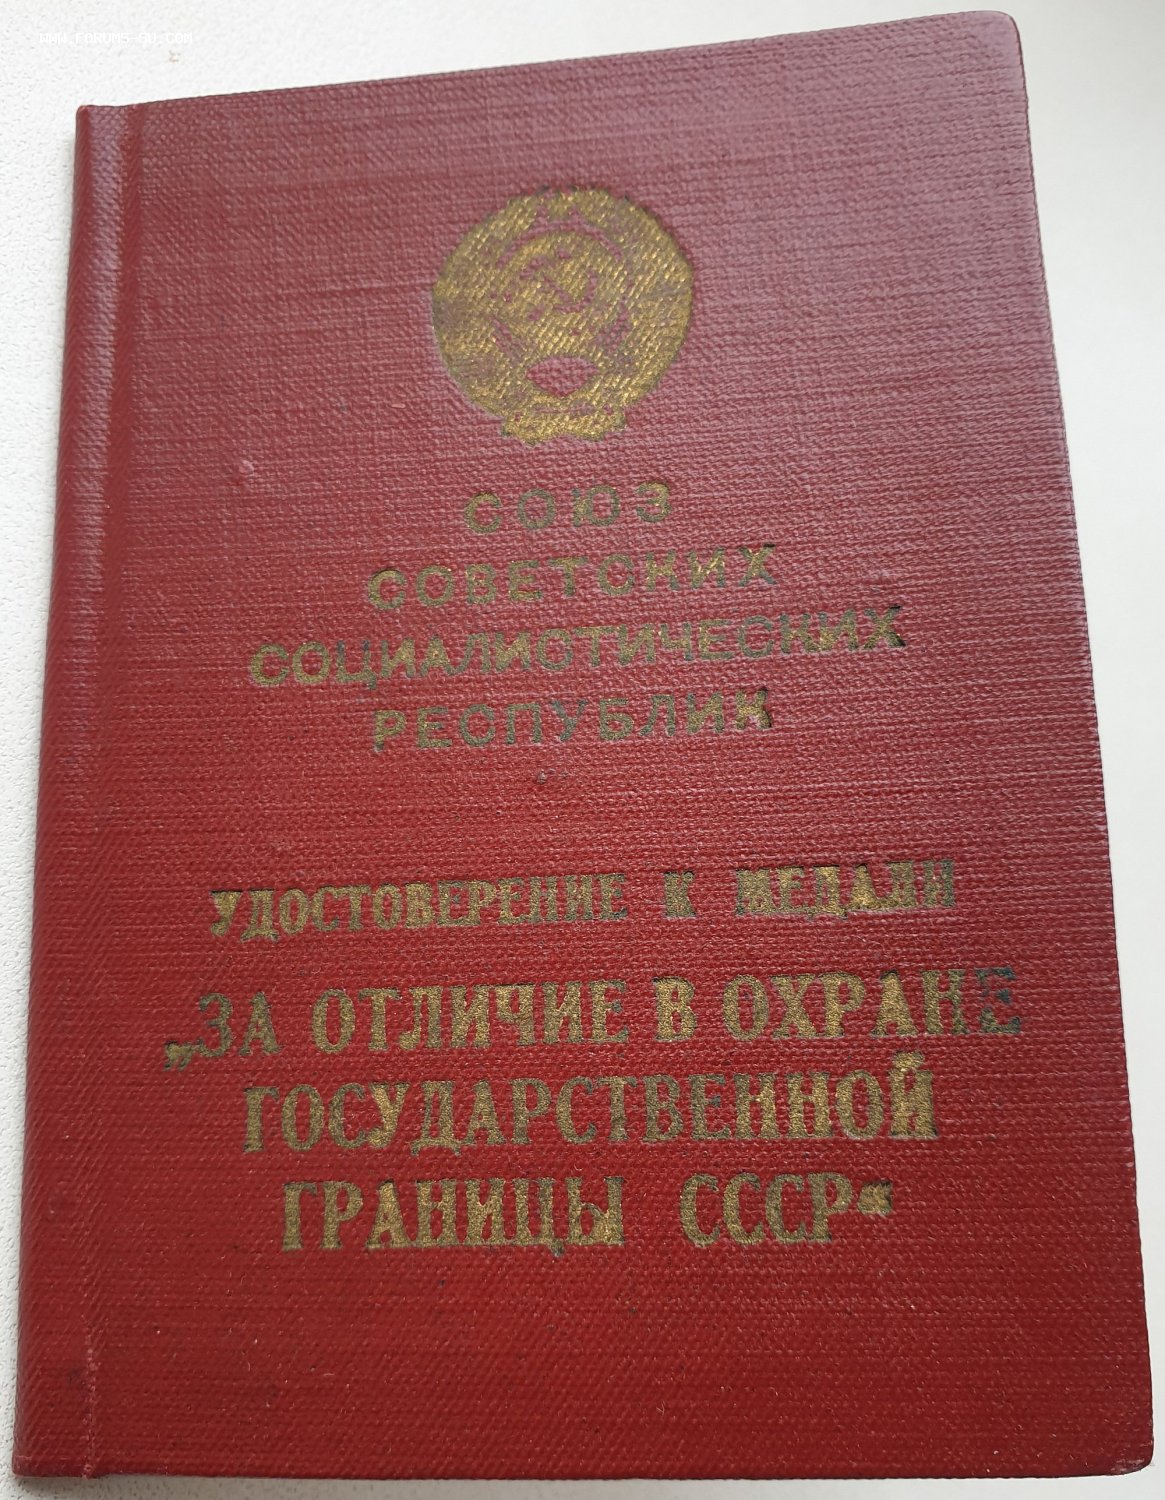 WWW.FORUMS-SU.COM
СОЮЗ
СОВЕТСКИХ
СОЦИАЛИСТИЧЕСКИХ
РЕСПУБЛИК
УДОСТОВЕРЕНИЕ К МЕДАЛИ
„ЗА ОТЛИЧИЕ В ОХРАНЕ
ГОСУДАРСТВЕННОЙ
ГРАНИЦЫ СССР“